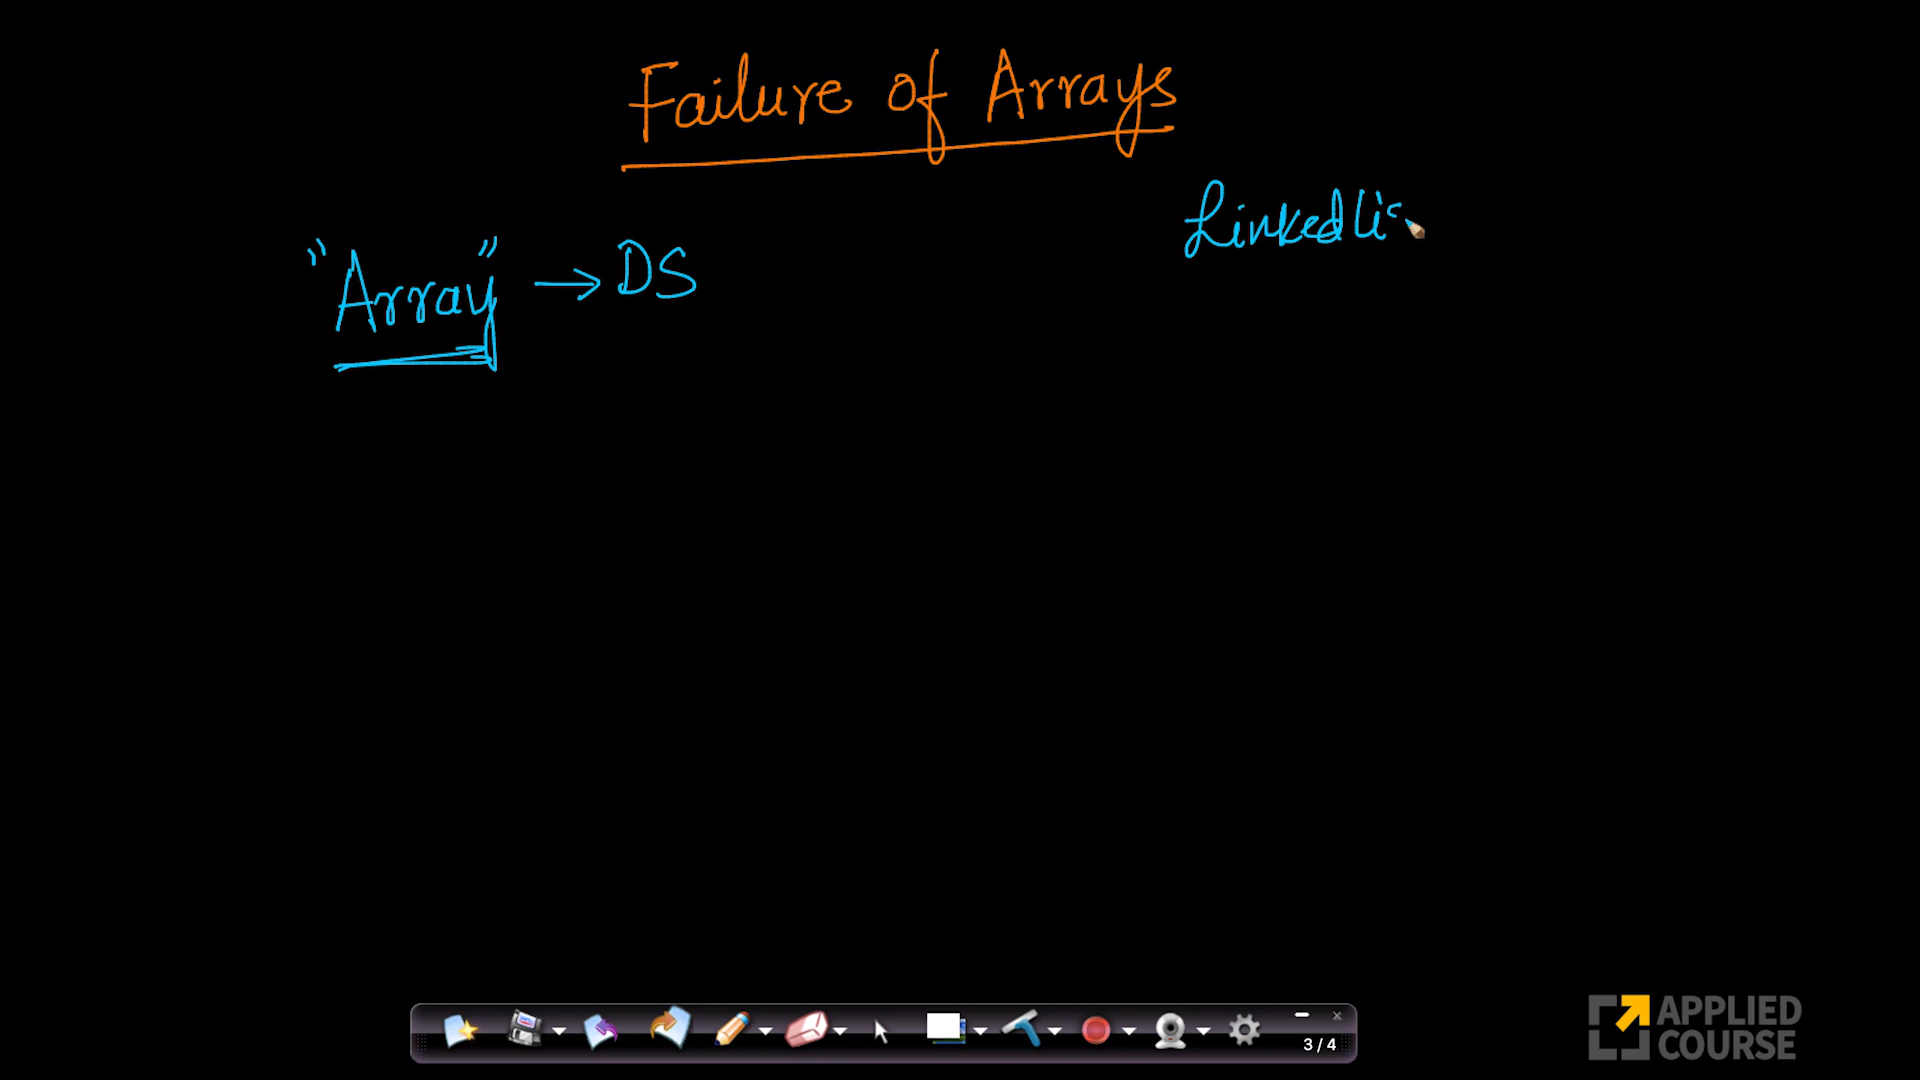 Failure of Arrays
Linked Lis
"Array" → DS
3 / 4
APPLIED
COURSE